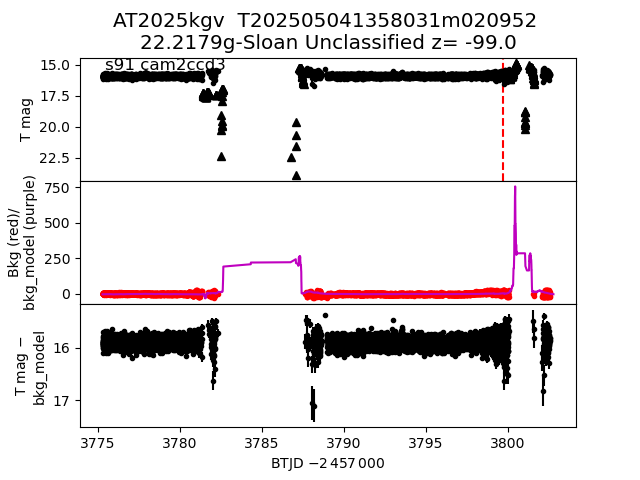 AT2025kgv T202505041358031m020952
22.2179g-Sloan Unclassified z= -99.0
s91 cam2ccd3
15.0
17.5
20.0
22.5
T mag
750
500
250
0
Bkg (red)/
bkg_model (purple)
16
17
T mag −
bkg_model
3775 3780 3785 3790 3795 3800
BTJD −2 457 000